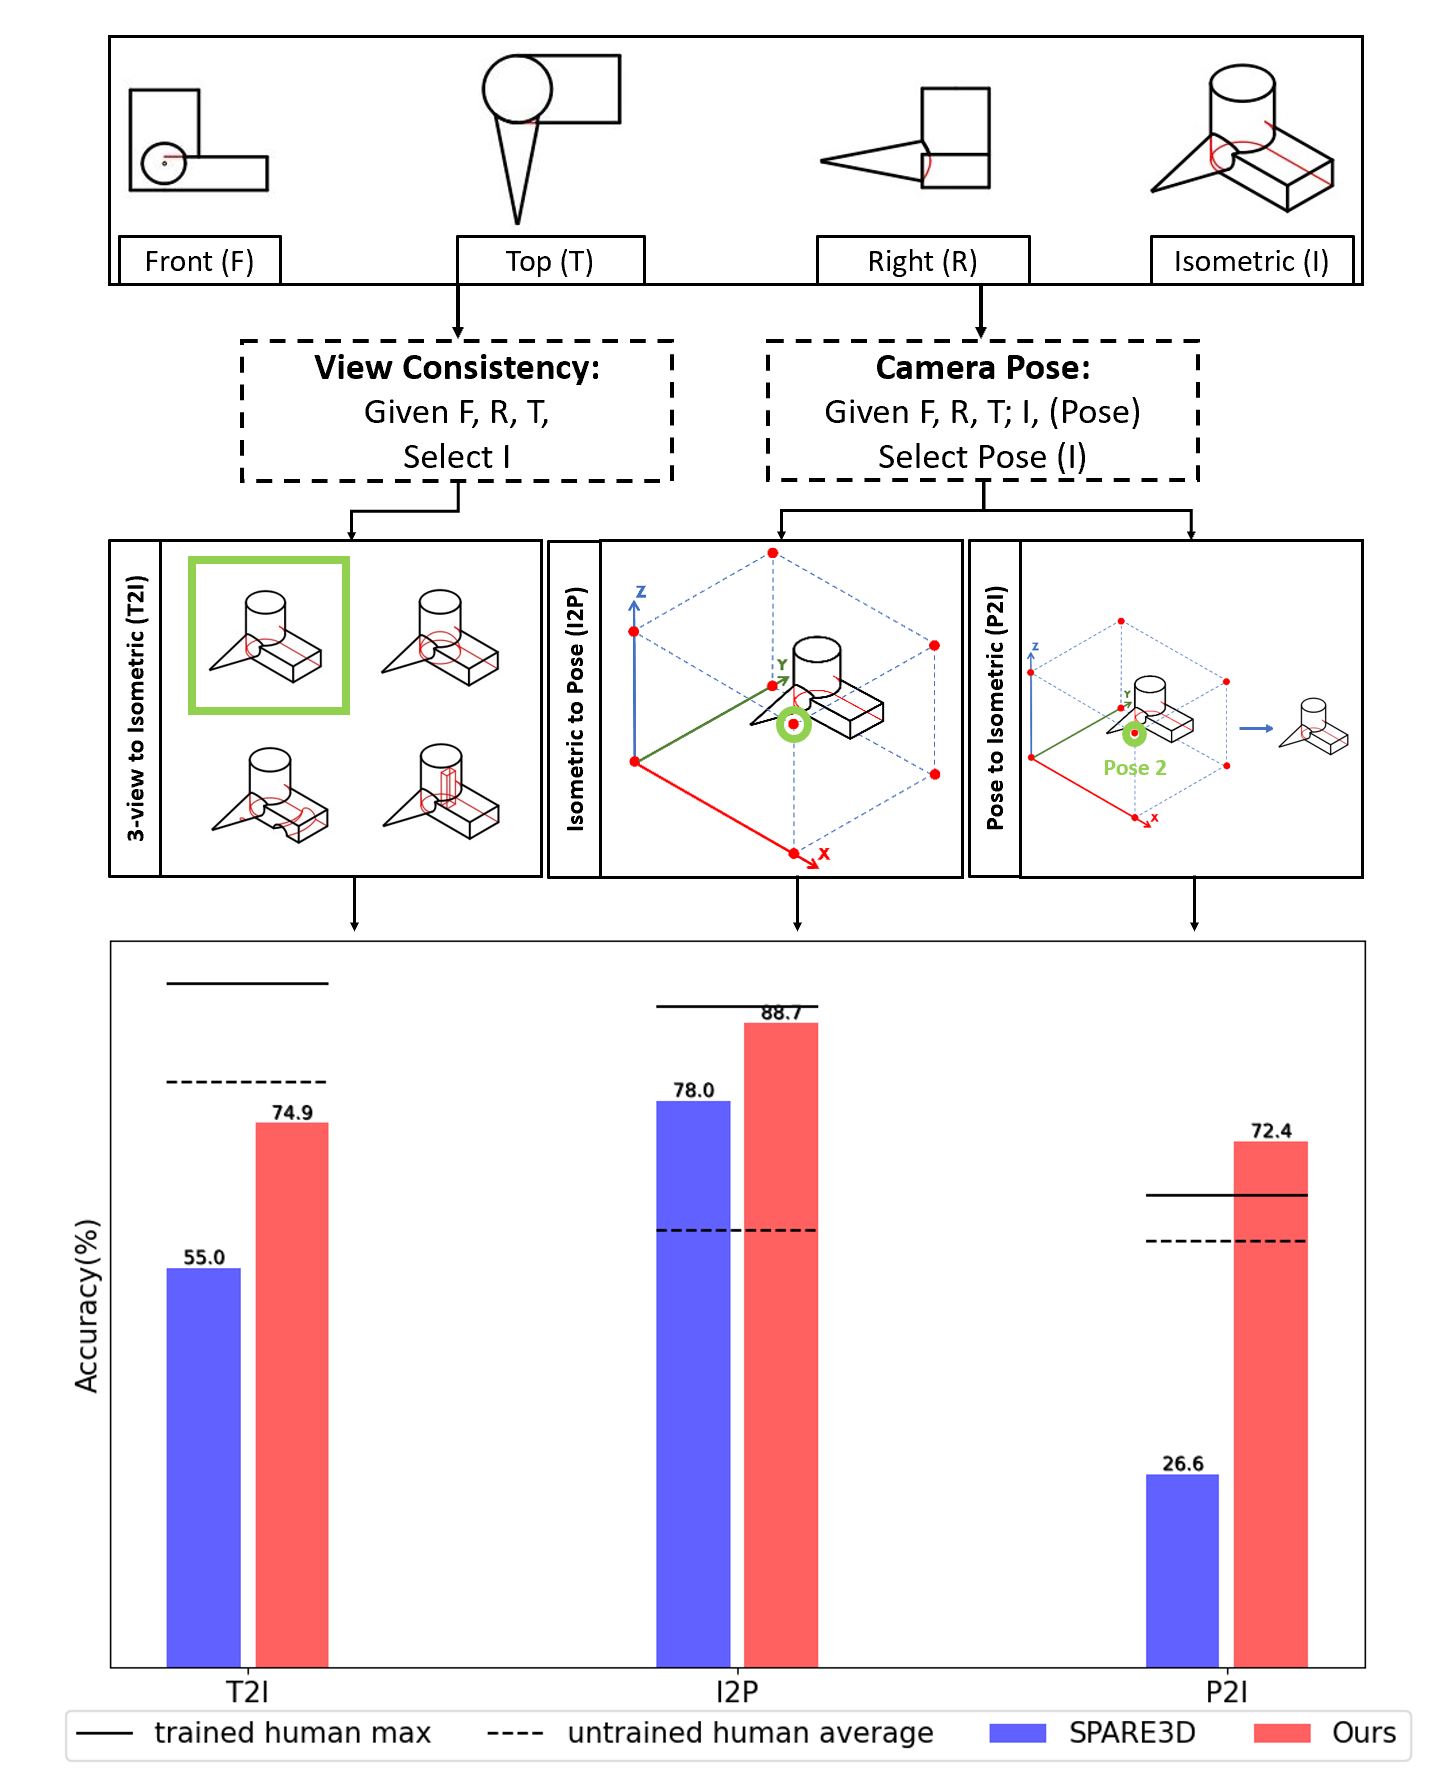 Front (F)
Top (T)
Right (R)
Isometric (I)
View Consistency:
Given F, R, T,
Select I
Camera Pose:
Given F, R, T; I, (Pose)
Select Pose (I)
3-view to Isometric (T2I)
Isometric to Pose (I2P)
Z
Y
X
Pose to Isometric (P2I)
Z
Y
Pose 2
X
Accuracy(%)
55.0
74.9
78.0
88.7
26.6
72.4
T2I
I2P
P2I
trained human max
untrained human average
SPARE3D
Ours